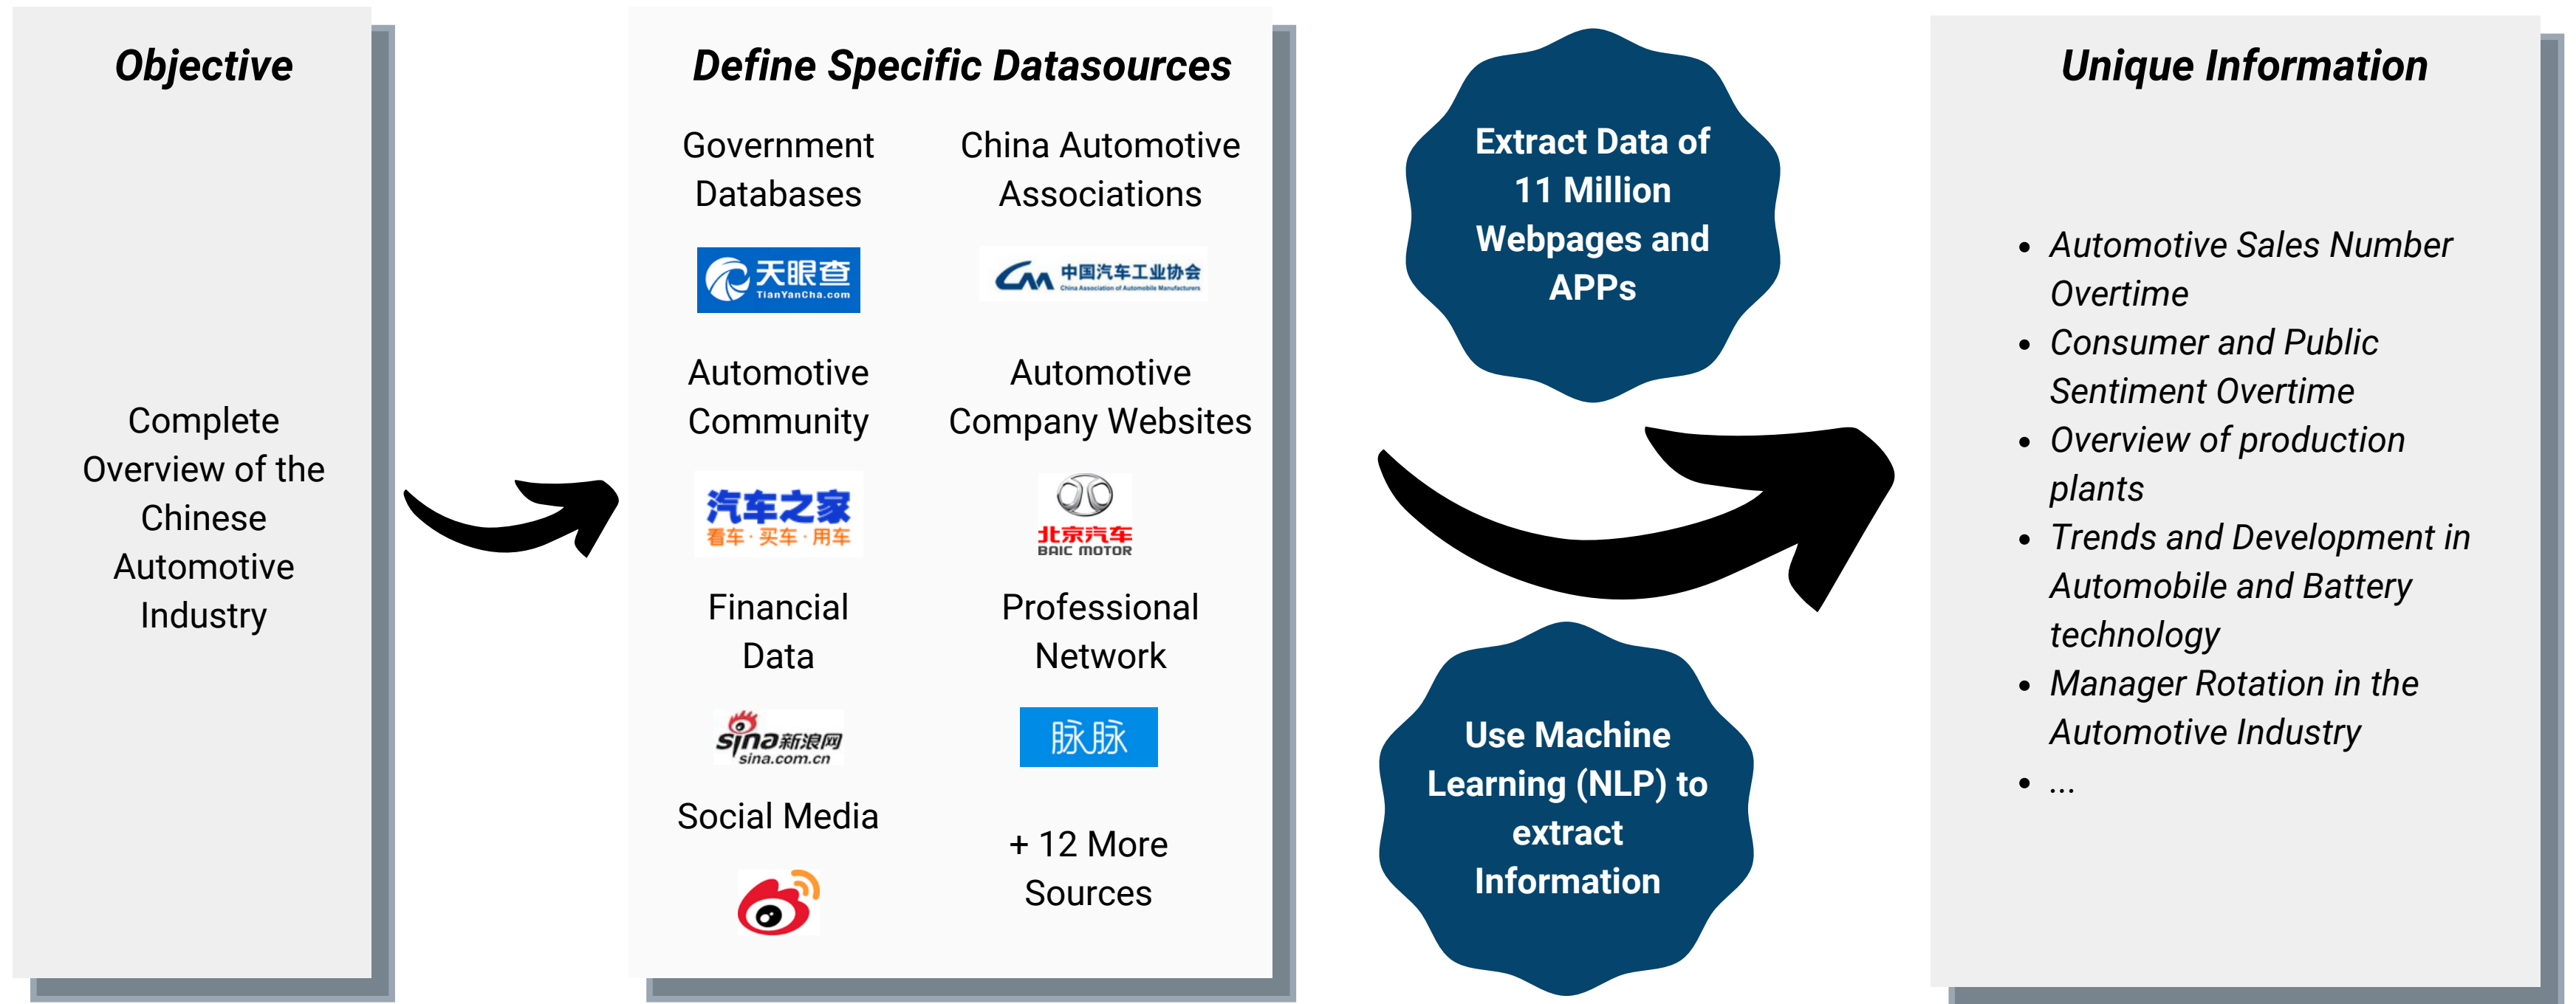 Objective
Complete
Overview of the
Chinese
Automotive
Industry
Define Specific Datasources
Government
Databases
天眼查
TianYanCha.com
China Automotive
Associations
中国汽车工业协会
China Association of Automobile Manufacturers
Automotive
Community
汽车之家
看车·买车·用车
Automotive
Company Websites
北京汽车
BAIC MOTOR
Financial
Data
sina新浪网
sina.com.cn
Professional
Network
脉脉
Social Media
+ 12 More
Sources
Extract Data of
11 Million
Webpages and
APPs
Use Machine
Learning (NLP) to
extract
Information
Unique Information
• Automotive Sales Number
Overtime
• Consumer and Public
Sentiment Overtime
• Overview of production
plants
• Trends and Development in
Automobile and Battery
technology
• Manager Rotation in the
Automotive Industry
• ...